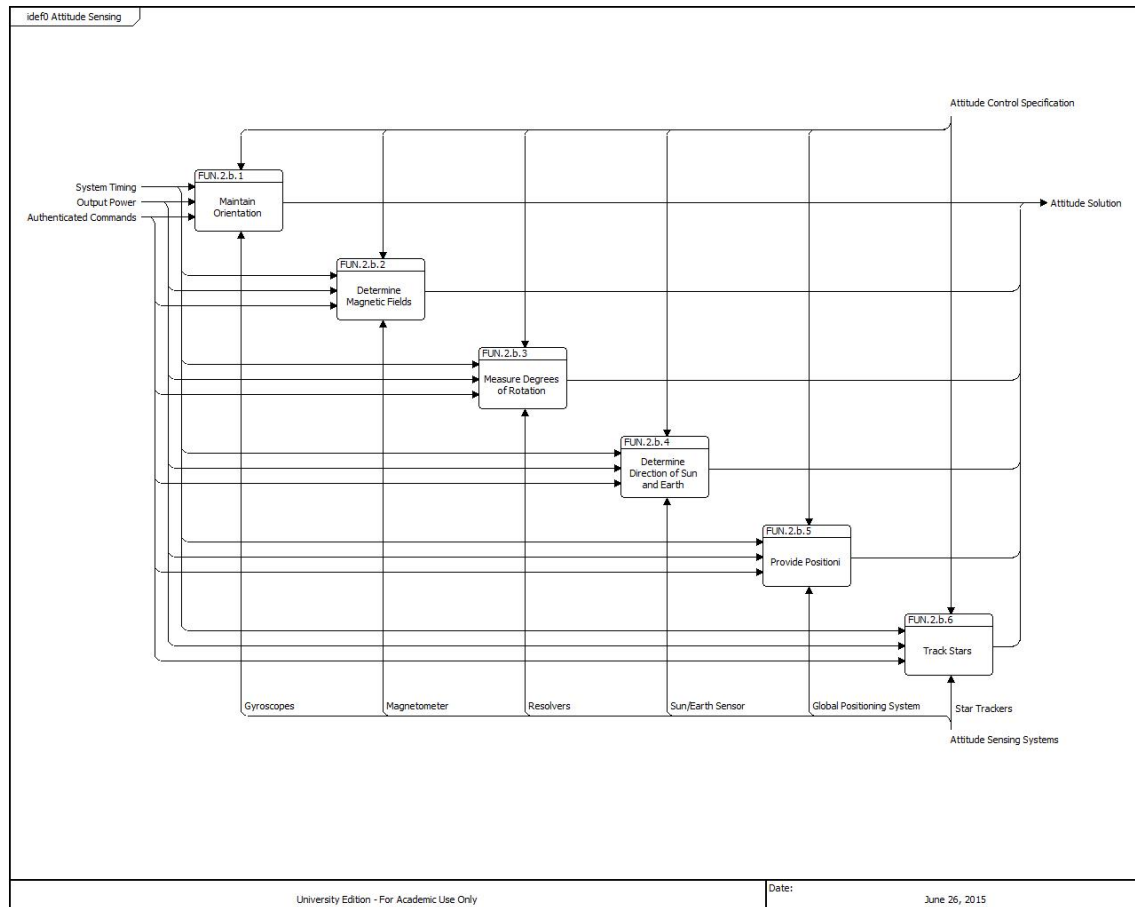 idef0 Attitude Sensing
Attitude Control Specification
FUN.2.b.1
System Timing
Output Power
Authenticated Commands
Maintain
Orientation
Attitude Solution
FUN.2.b.2
Determine
Magnetic Fields
FUN.2.b.3
Measure Degrees
of Rotation
FUN.2.b.4
Determine
Direction of Sun
and Earth
FUN.2.b.5
Provide Positioni
FUN.2.b.6
Track Stars
Gyroscopes
Magnetometer
Resolvers
Sun/Earth Sensor
Global Positioning System
Star Trackers
Attitude Sensing Systems
University Edition - For Academic Use Only
Date:
June 26, 2015